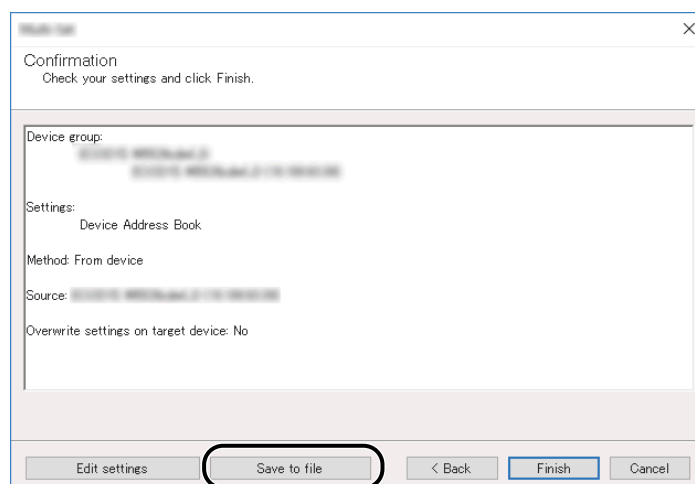 Confirmation
Check your settings and click Finish.
Device group:
Settings:
Device Address Book
Method: From device
Source:
Overwrite settings on target device: No
Edit settings
Save to file
< Back
Finish
Cancel